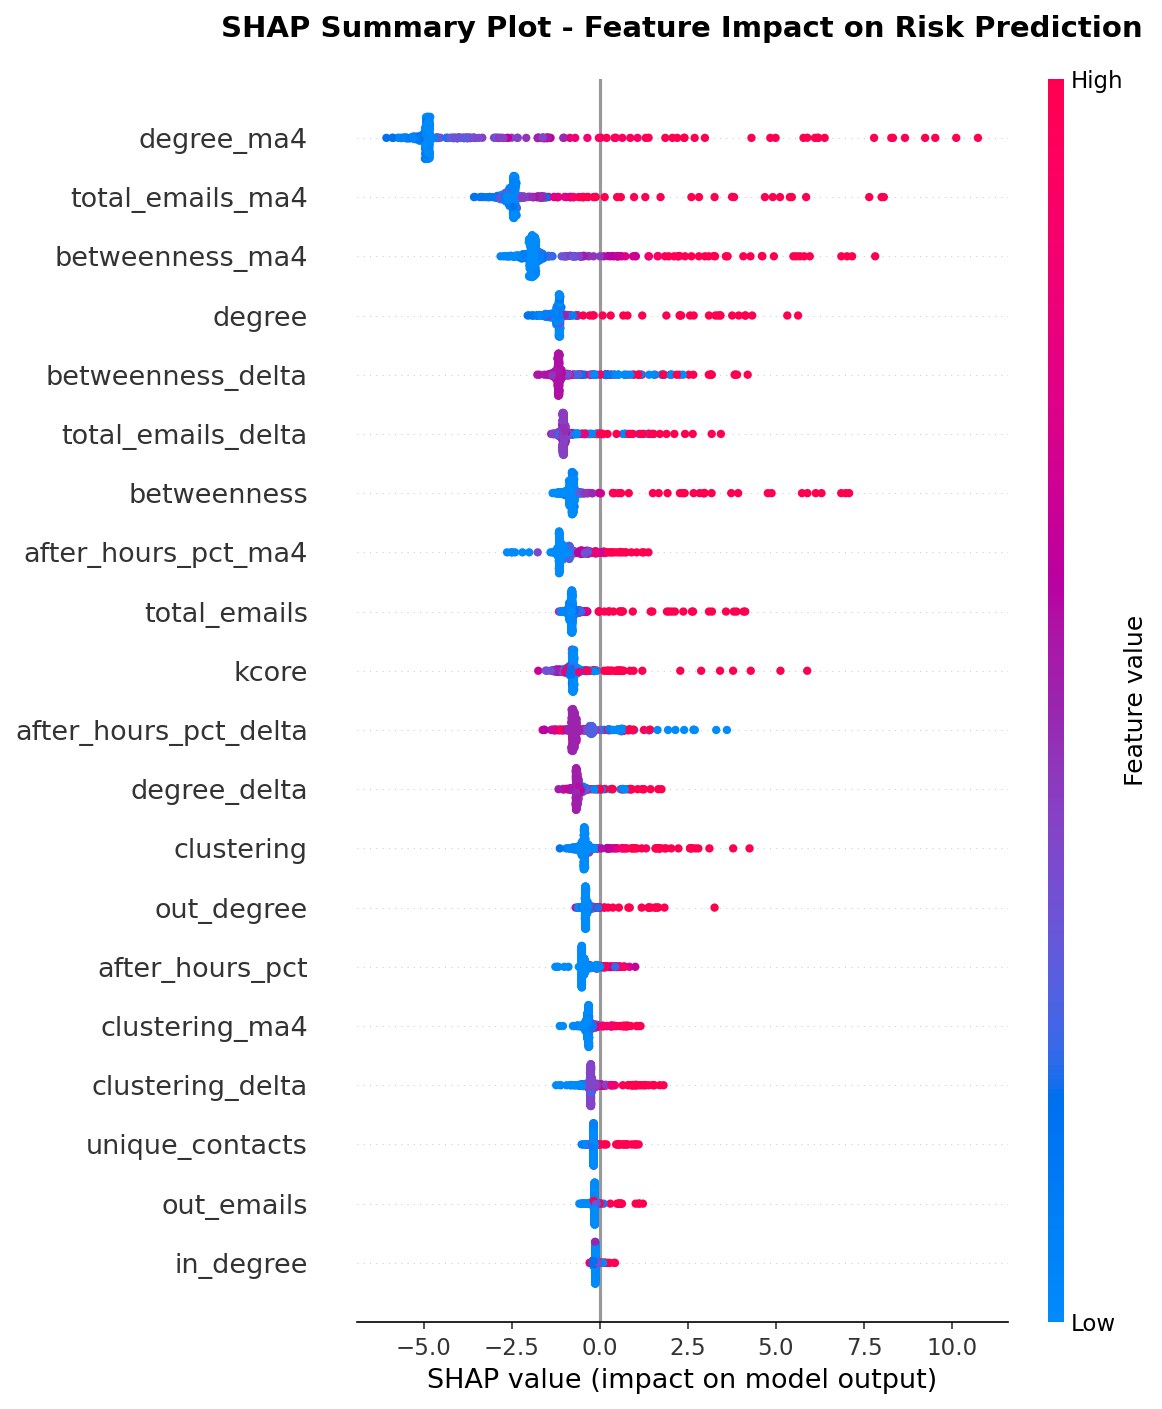 SHAP Summary Plot - Feature Impact on Risk Prediction
High
degree_ma4
total_emails_ma4
betweenness_ma4
degree
betweenness_delta
total_emails_delta
betweenness
after_hours_pct_ma4
total_emails
kcore
after_hours_pct_delta
degree_delta
clustering
out_degree
after_hours_pct
clustering_ma4
clustering_delta
unique_contacts
out_emails
in_degree
Feature value
Low
−5.0 −2.5 0.0 2.5 5.0 7.5 10.0
SHAP value (impact on model output)